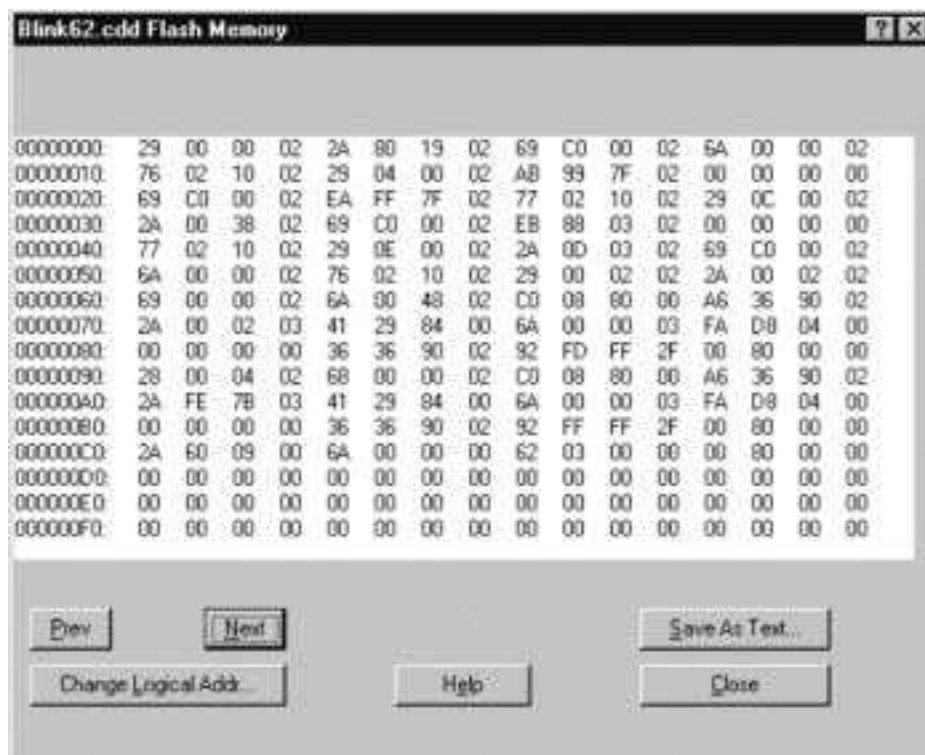 Blink62.cdd Flash Memory
00000000: 29 00 00 02 2A 80 19 02 69 C0 00 02 6A 00 00 02
00000010: 76 02 10 02 29 04 00 02 AB 99 7F 02 00 00 00 00
00000020: 69 C0 00 02 EA FF 7F 02 77 02 10 02 29 0C 00 02
00000030: 2A 00 38 02 69 C0 00 02 EB 88 03 02 00 00 00 00
00000040: 77 02 10 02 29 0E 00 02 2A 0D 03 02 69 C0 00 02
00000050: 6A 00 00 02 76 02 10 02 29 00 02 02 2A 00 02 02
00000060: 69 00 00 02 6A 00 48 02 C0 08 80 00 A6 36 90 02
00000070: 2A 00 02 03 41 29 84 00 6A 00 00 03 FA D8 04 00
00000080: 00 00 00 00 36 36 90 02 92 FD FF 2F 00 80 00 00
00000090: 28 00 04 02 68 00 00 02 C0 08 80 00 A6 36 90 02
000000A0: 2A FE 7B 03 41 29 84 00 6A 00 00 03 FA D8 04 00
000000B0: 00 00 00 00 36 36 90 02 92 FF FF 2F 00 80 00 00
000000C0: 2A 60 09 00 6A 00 00 00 62 03 00 00 00 80 00 00
000000D0: 00 00 00 00 00 00 00 00 00 00 00 00 00 00 00 00
000000E0: 00 00 00 00 00 00 00 00 00 00 00 00 00 00 00 00
000000F0: 00 00 00 00 00 00 00 00 00 00 00 00 00 00 00 00
Prev Next Save As Text...
Change Logical Addr... Help Close